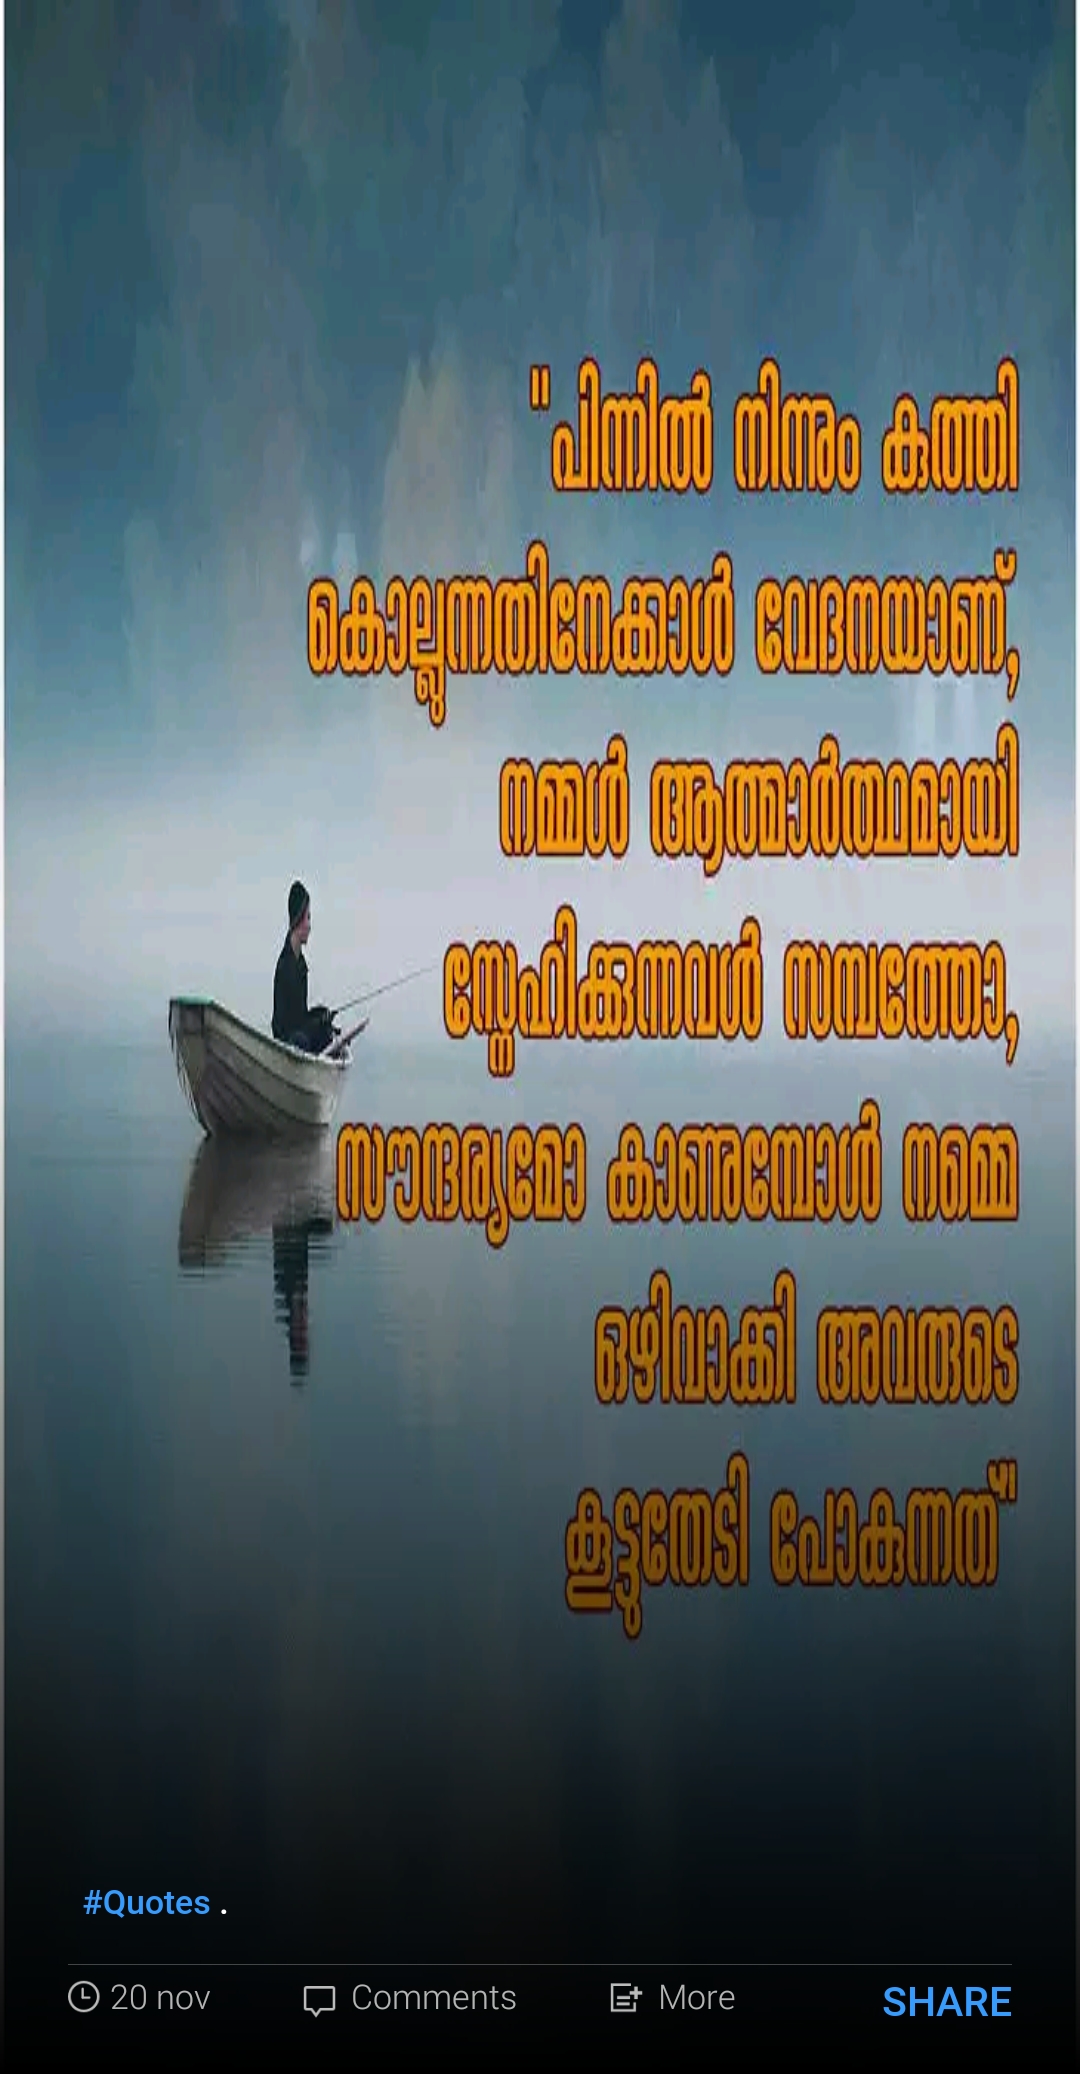 "പിന്നിൽ നിന്നും കുത്തി
കൊല്ലുന്നതിനേക്കാൾ വേദനയാണ്,
നമ്മൾ ആത്മാർത്ഥമായി
സ്നേഹിക്കുന്നവൾ സമ്പത്തോ,
സൗന്ദര്യമോ കാണുമ്പോൾ നമ്മെ
ഒഴിവാക്കി അവരുടെ
കൂട്ടുതേടി പോകുന്നത്"
#Quotes .
20 nov Comments More SHARE